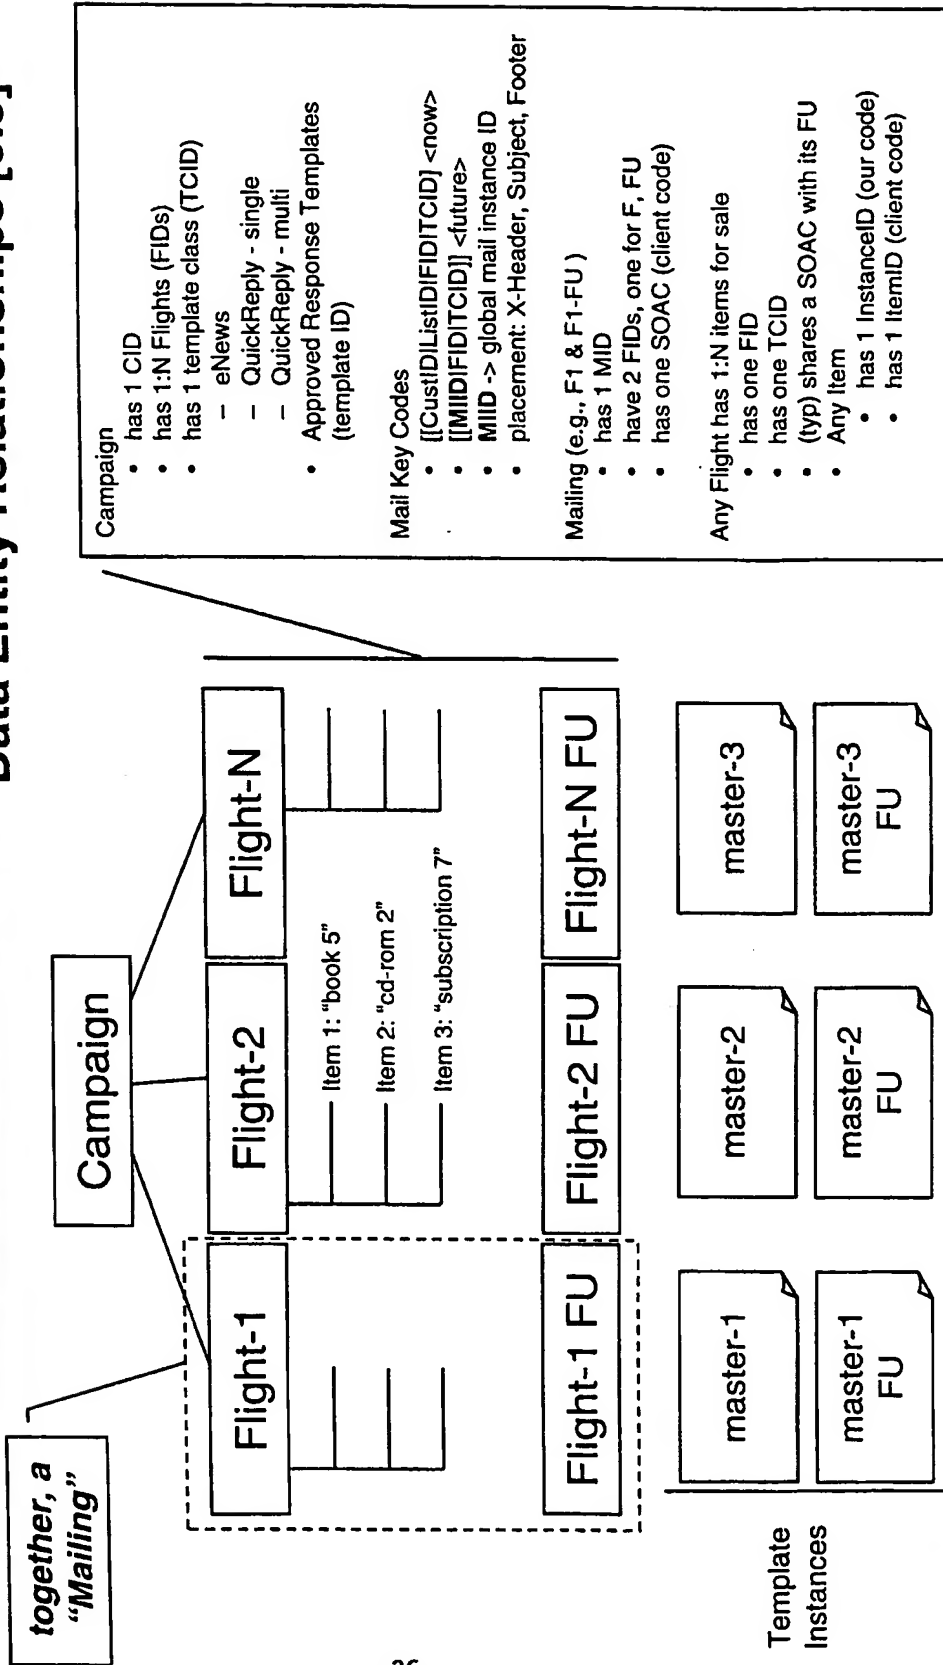 Data Entity Relationships
together, a
“Mailing”
Campaign
Flight-1
Flight-2
Flight-N
Item 1: “book 5”
Item 2: “cd-rom 2”
Item 3: “subscription 7”
Flight-1 FU
Flight-2 FU
Flight-N FU
Template
Instances
master-1
master-2
master-3
master-1
FU
master-2
FU
master-3
FU
Campaign
• has 1 CID
• has 1:N Flights (FIDs)
• has 1 template class (TCID)
– eNews
– QuickReply - single
– QuickReply - multi
• Approved Response Templates
(template ID)
Mail Key Codes
• [[CustID|ListID|FID|TCID] <now>
• [[MIID|FID|TCID]] <future>
• MIID -> global mail instance ID
• placement: X-Header, Subject, Footer
Mailing (e.g., F1 & F1-FU )
• has 1 MID
• have 2 FIDs, one for F, FU
• has one SOAC (client code)
Any Flight has 1:N items for sale
• has one FID
• has one TCID
• (typ) shares a SOAC with its FU
• Any Item
• has 1 InstanceID (our code)
• has 1 ItemID (client code)